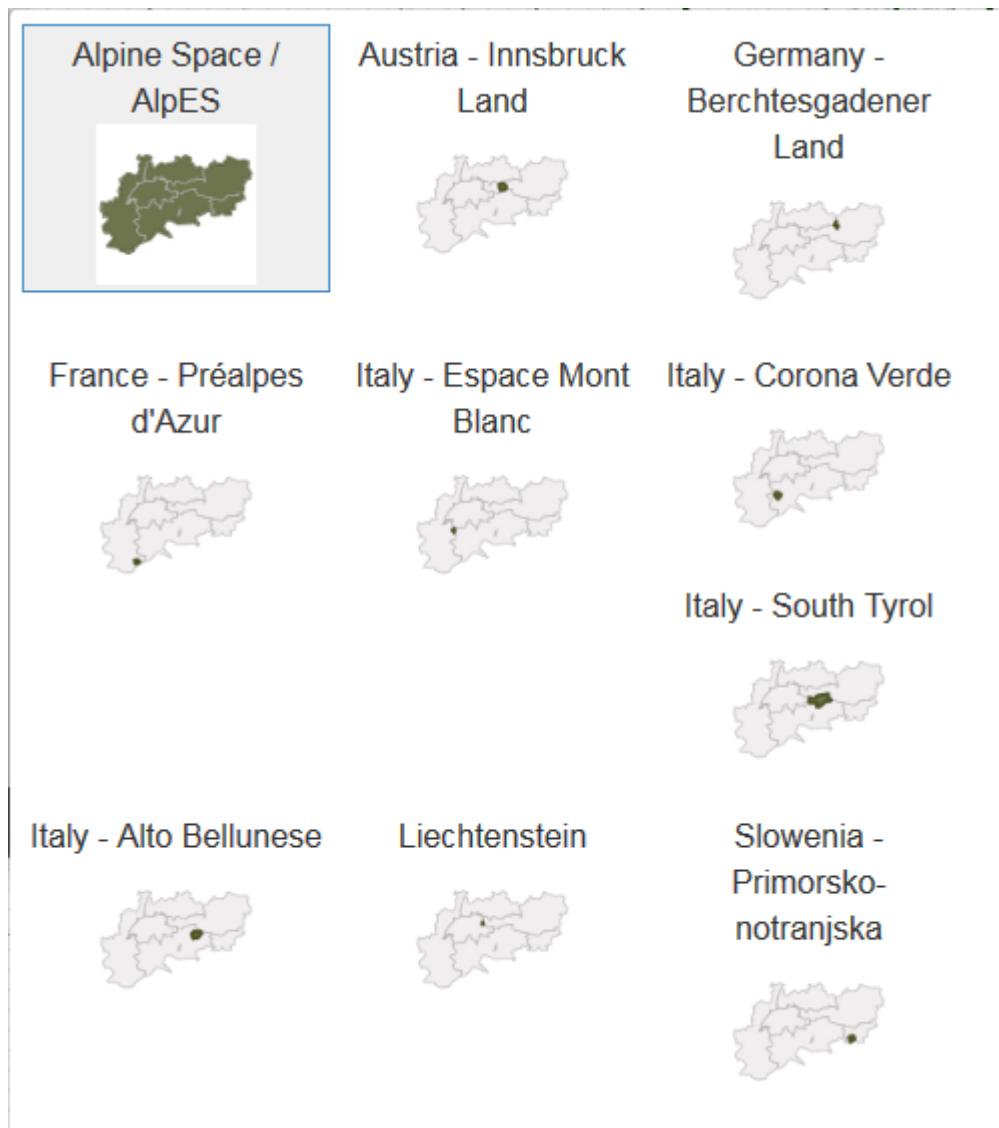 Alpine Space /
AlpES
Austria - Innsbruck
Land
Germany -
Berchtesgadener
Land
France - Préalpes
d'Azur
Italy - Espace Mont
Blanc
Italy - Corona Verde
Italy - South Tyrol
Italy - Alto Bellunese
Liechtenstein
Slowenia -
Primorsko-
notranjska